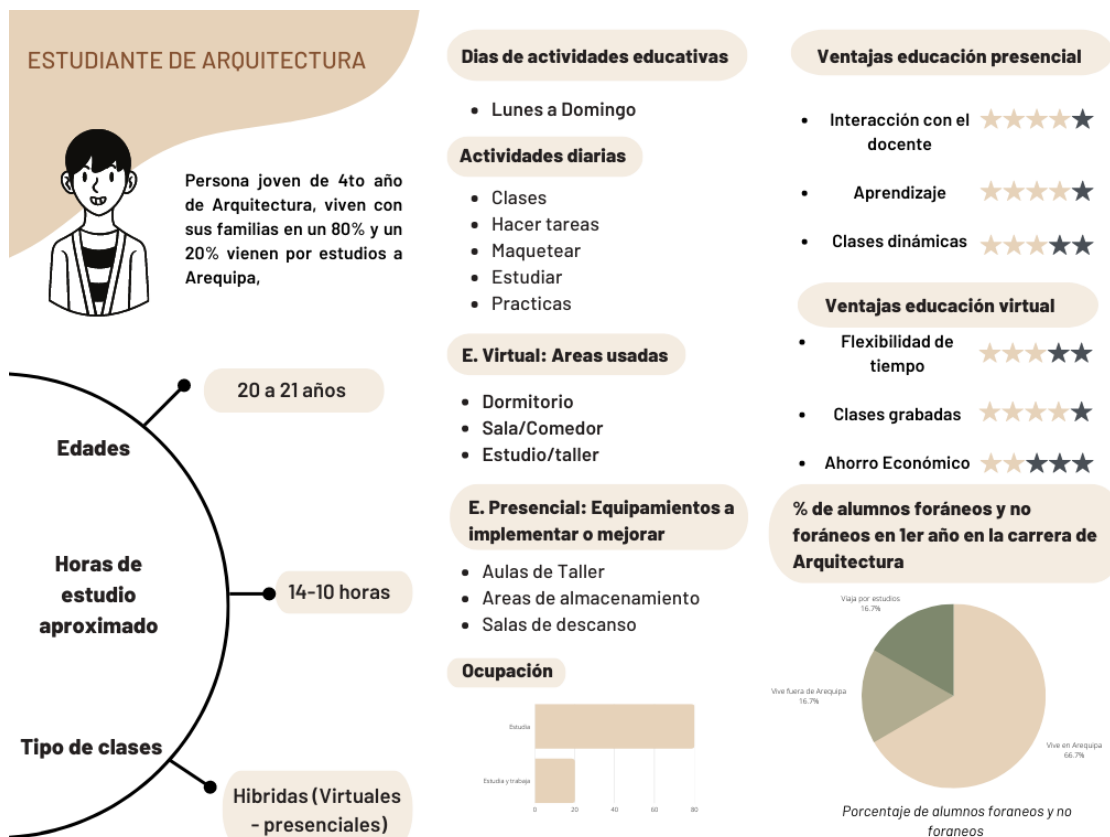 ESTUDIANTE DE ARQUITECTURA
Persona joven de 4to año
de Arquitectura, viven con
sus familias en un 80% y un
20% vienen por estudios a
Arequipa,
Edades
20 a 21 años
Horas de
estudio
aproximado
14-10 horas
Tipo de clases
Hibridas (Virtuales
- presenciales)
Dias de actividades educativas
• Lunes a Domingo
Actividades diarias
• Clases
• Hacer tareas
• Maquetear
• Estudiar
• Practicas
E. Virtual: Areas usadas
• Dormitorio
• Sala/Comedor
• Estudio/taller
E. Presencial: Equipamientos a
implementar o mejorar
• Aulas de Taller
• Areas de almacenamiento
• Salas de descanso
Ocupación
Estudia
Estudia y trabaja
0 20 40 60 80
Ventajas educación presencial
• Interacción con el
docente
• Aprendizaje
• Clases dinámicas
Ventajas educación virtual
• Flexibilidad de
tiempo
• Clases grabadas
• Ahorro Económico
% de alumnos foráneos y no
foráneos en 1er año en la carrera de
Arquitectura
Viaja por estudios
16.7%
Vive fuera de Arequipa
16.7%
Vive en Arequipa
66.7%
Porcentaje de alumnos foraneos y no
foraneos